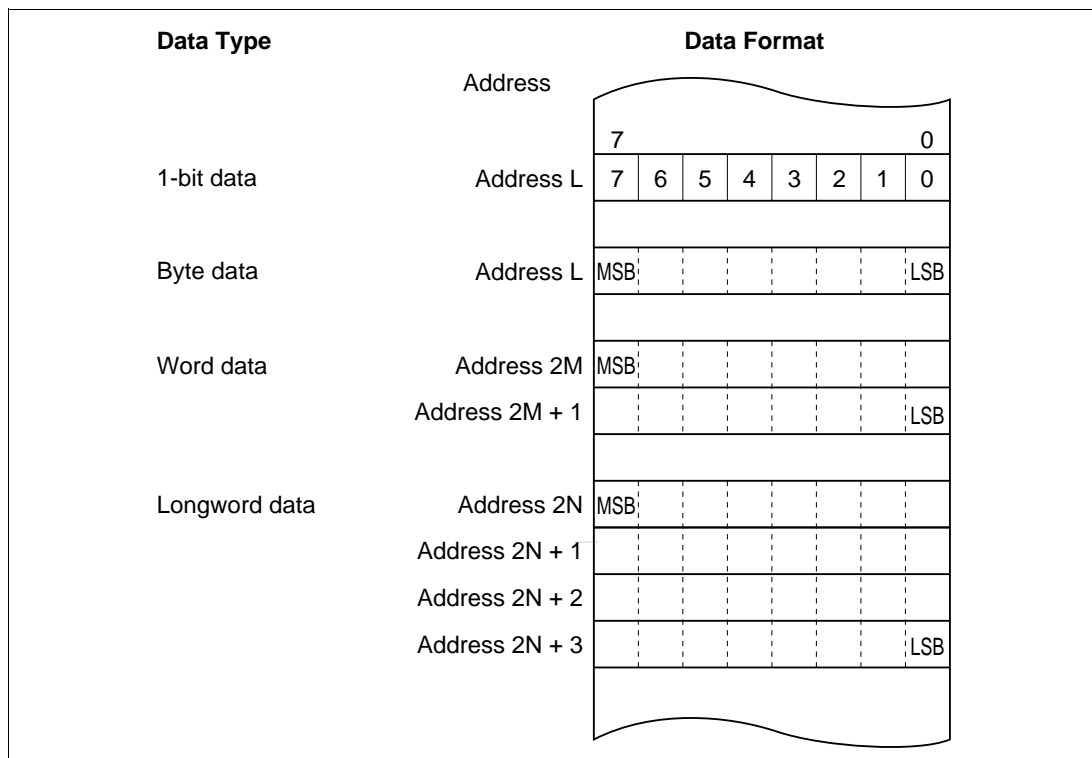 Data Type Data Format
Address
7 0
1-bit data Address L 7 6 5 4 3 2 1 0
Byte data Address L MSB LSB
Word data Address 2M MSB
Address 2M + 1 LSB
Longword data Address 2N MSB
Address 2N + 1
Address 2N + 2
Address 2N + 3 LSB